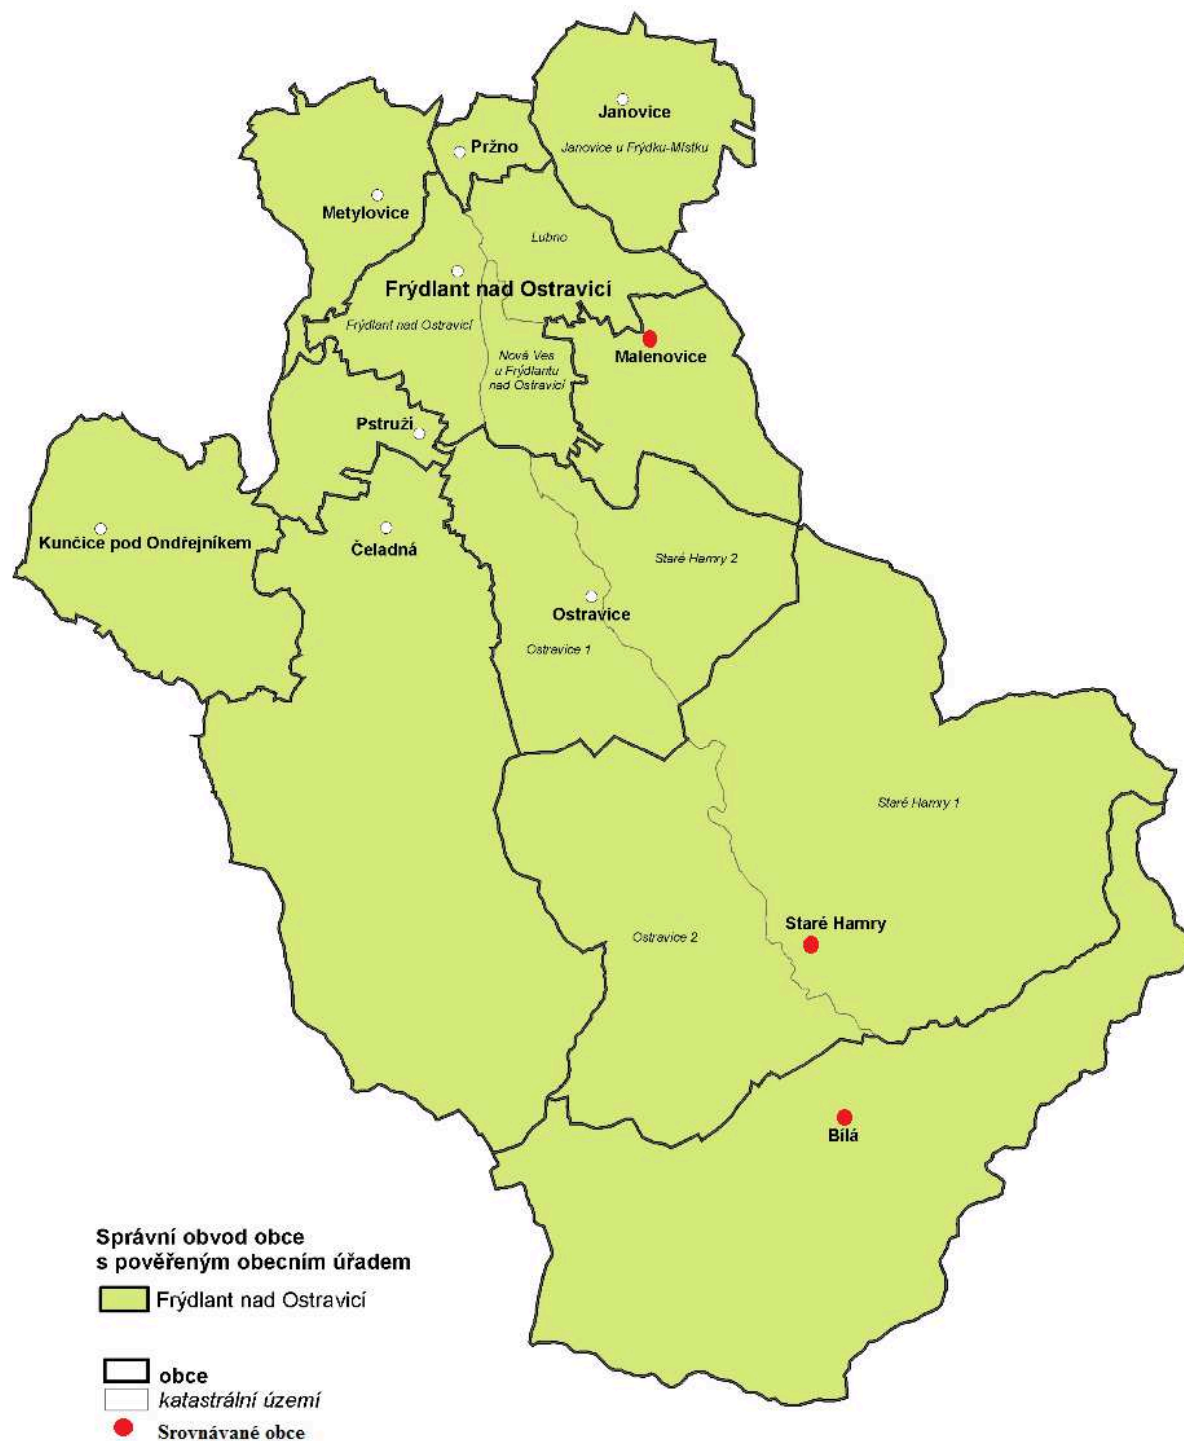 Janovice
Janovice u Frýdku-Místku
Pržno
Metylovice
Lubno
Frýdlant nad Ostravicí
Frýdlant nad Ostravicí
Nová Ves
u Frýdlantu
nad Ostravicí
Malenovice
Pstruží
Kunčice pod Ondřejníkem
Čeladná
Staré Hamry 2
Ostravice
Ostravice 1
Staré Hamry 1
Staré Hamry
Ostravice 2
Bílá
Správní obvod obce
s pověřeným obecním úřadem
Frýdlant nad Ostravicí
obce
katastrální území
Srovnávané obce